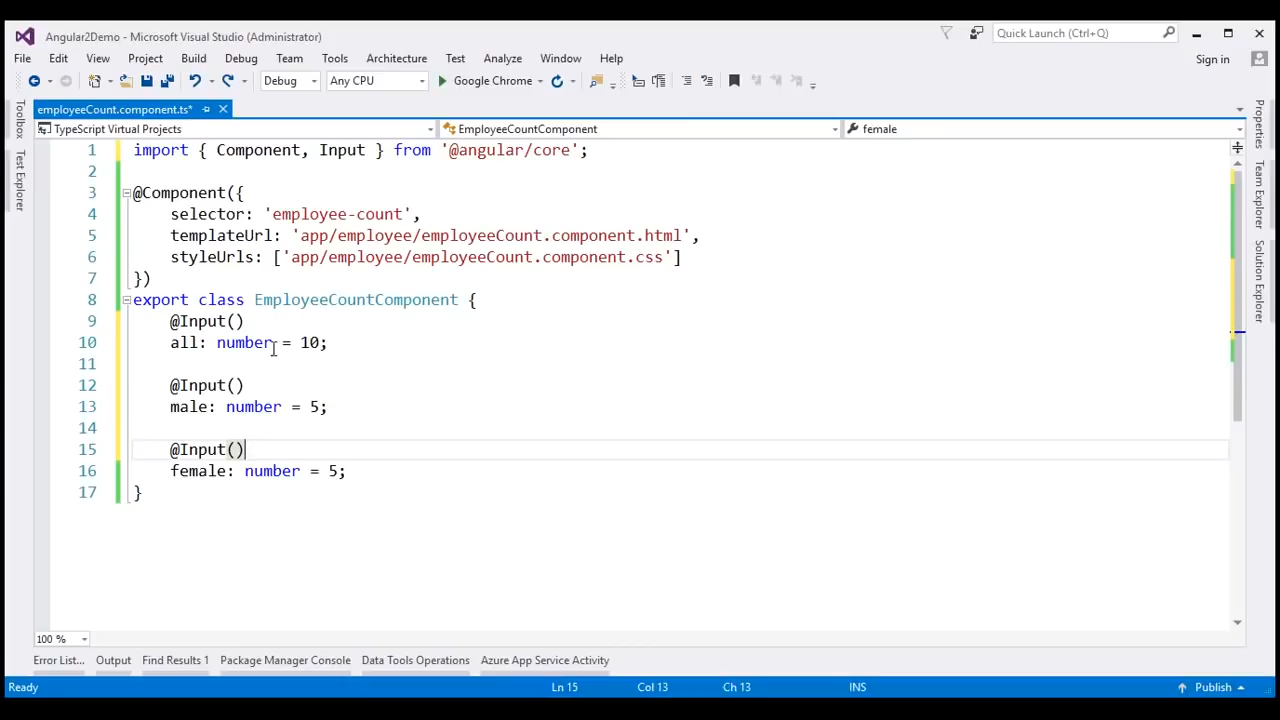 Angular2Demo - Microsoft Visual Studio (Administrator)
Quick Launch (Ctrl+Q)
File Edit View Project Build Debug Team Tools Architecture Test Analyze Window Help
Sign in
Debug Any CPU Google Chrome
employeeCount.component.ts*
TypeScript Virtual Projects EmployeeCountComponent female
Toolbox
Test Explorer
1 import { Component, Input } from '@angular/core';
2
3 @Component({
4 selector: 'employee-count',
5 templateUrl: 'app/employee/employeeCount.component.html',
6 styleUrls: ['app/employee/employeeCount.component.css']
7 })
8 export class EmployeeCountComponent {
9 @Input()
10 all: number = 10;
11
12 @Input()
13 male: number = 5;
14
15 @Input()
16 female: number = 5;
17 }
Properties
Team Explorer
Solution Explorer
100 %
Error List... Output Find Results 1 Package Manager Console Data Tools Operations Azure App Service Activity
Ready Ln 15 Col 13 Ch 13 INS Publish